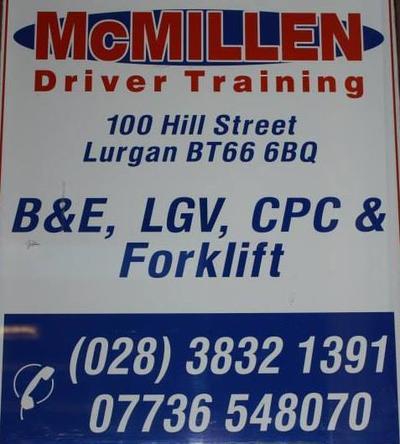 McMILLEN
Driver Training
100 Hill Street
Lurgan BT66 6BQ
B&E, LGV, CPC &
Forklift
(028) 3832 1391
07736 548070